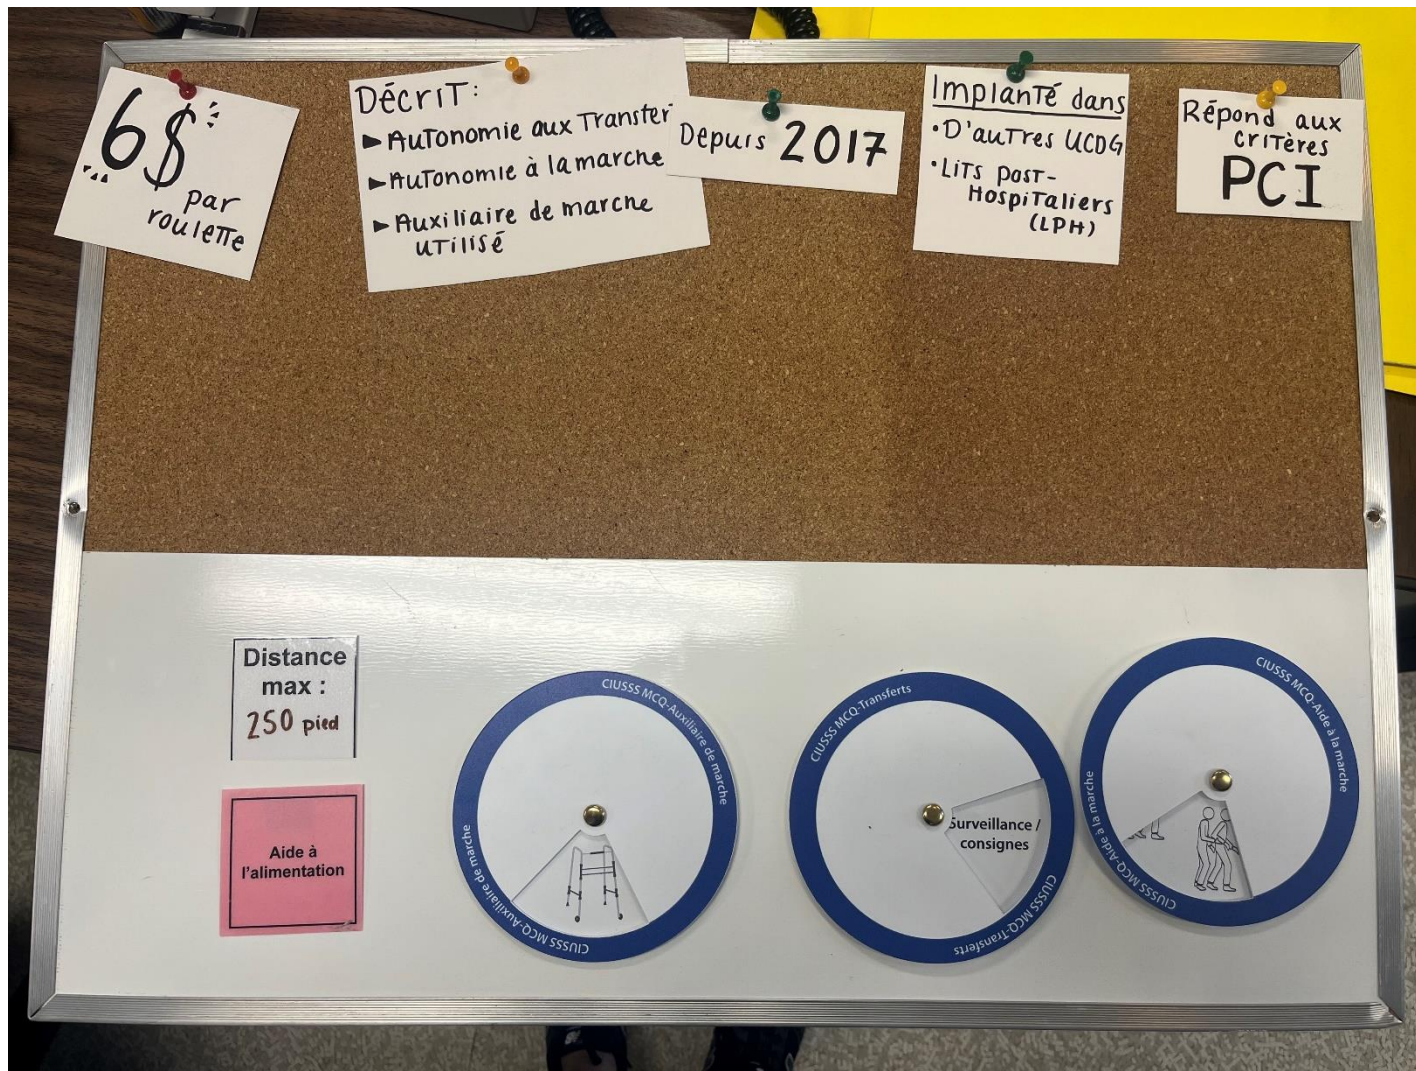 6$
par
roulette
Décrit:
► Autonomie aux Transfer
► Autonomie à la marche
► Auxiliaire de marche
utilisé
Depuis 2017
Implanté dans
• D'autres UCDG
• Lits post-
Hospitaliers
(LPH)
Répond aux
critères
PCI
Distance
max :
250 pied
Aide à
l'alimentation
CIUSSS MCQ-Auxiliaire de marche
CIUSSS MCQ-Auxiliaire de marche
CIUSSS MCQ-Transferts
Surveillance /
consignes
CIUSSS MCQ-Transferts
CIUSSS MCQ-Aide à la marche
CIUSSS MCQ-Aide à la marche